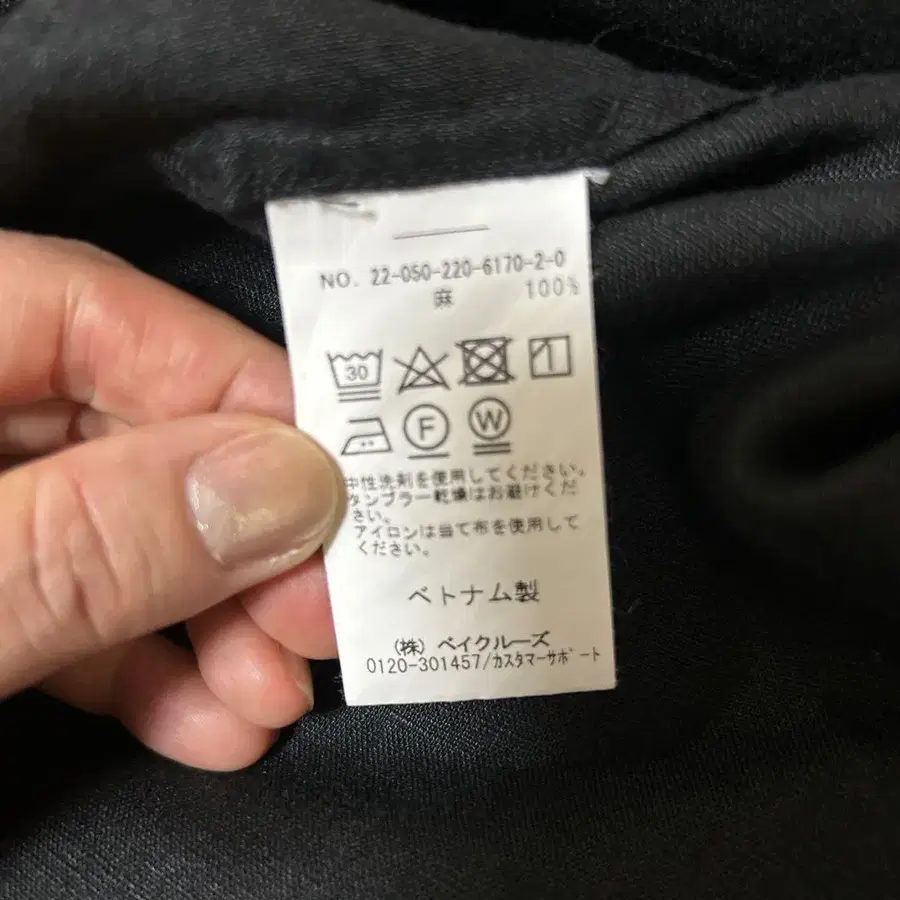 NO. 22-050-220-6170-2-0
麻 100%
30
F W
中性洗剤を使用してください。
タンブラー乾燥はお避けくだ
さい。
アイロンは当て布を使用して
ください。
ベトナム製
(株) ベイクルーズ
0120-301457/カスタマーサポート